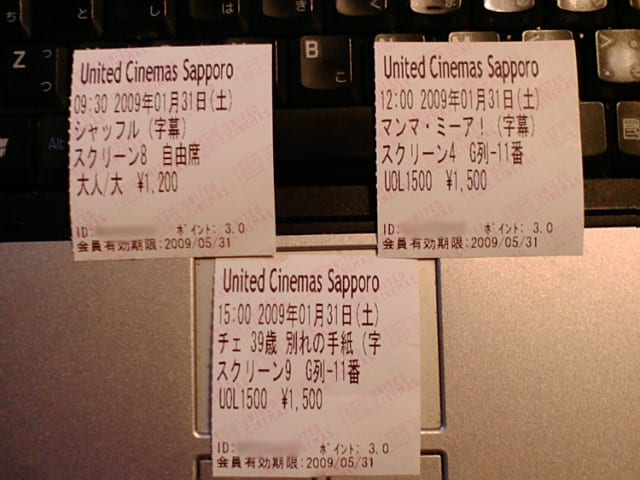 United Cinemas Sapporo
09:30 2009年01月31日(土)
シャッフル (字幕)
スクリーン8 自由席
大人/大 ¥1,200
ID:
ポイント: 3.0
会員有効期限:2009/05/31
United Cinemas Sapporo
12:00 2009年01月31日(土)
マンマ・ミーア! (字幕)
スクリーン4 G列-11番
UOL1500 ¥1,500
ID:
ポイント: 3.0
会員有効期限:2009/05/31
United Cinemas Sapporo
15:00 2009年01月31日(土)
チェ 39歳 別れの手紙 (字
スクリーン9 G列-11番
UOL1500 ¥1,500
ID:
ポイント: 3.0
会員有効期限:2009/05/31
Z
っ
B
こ